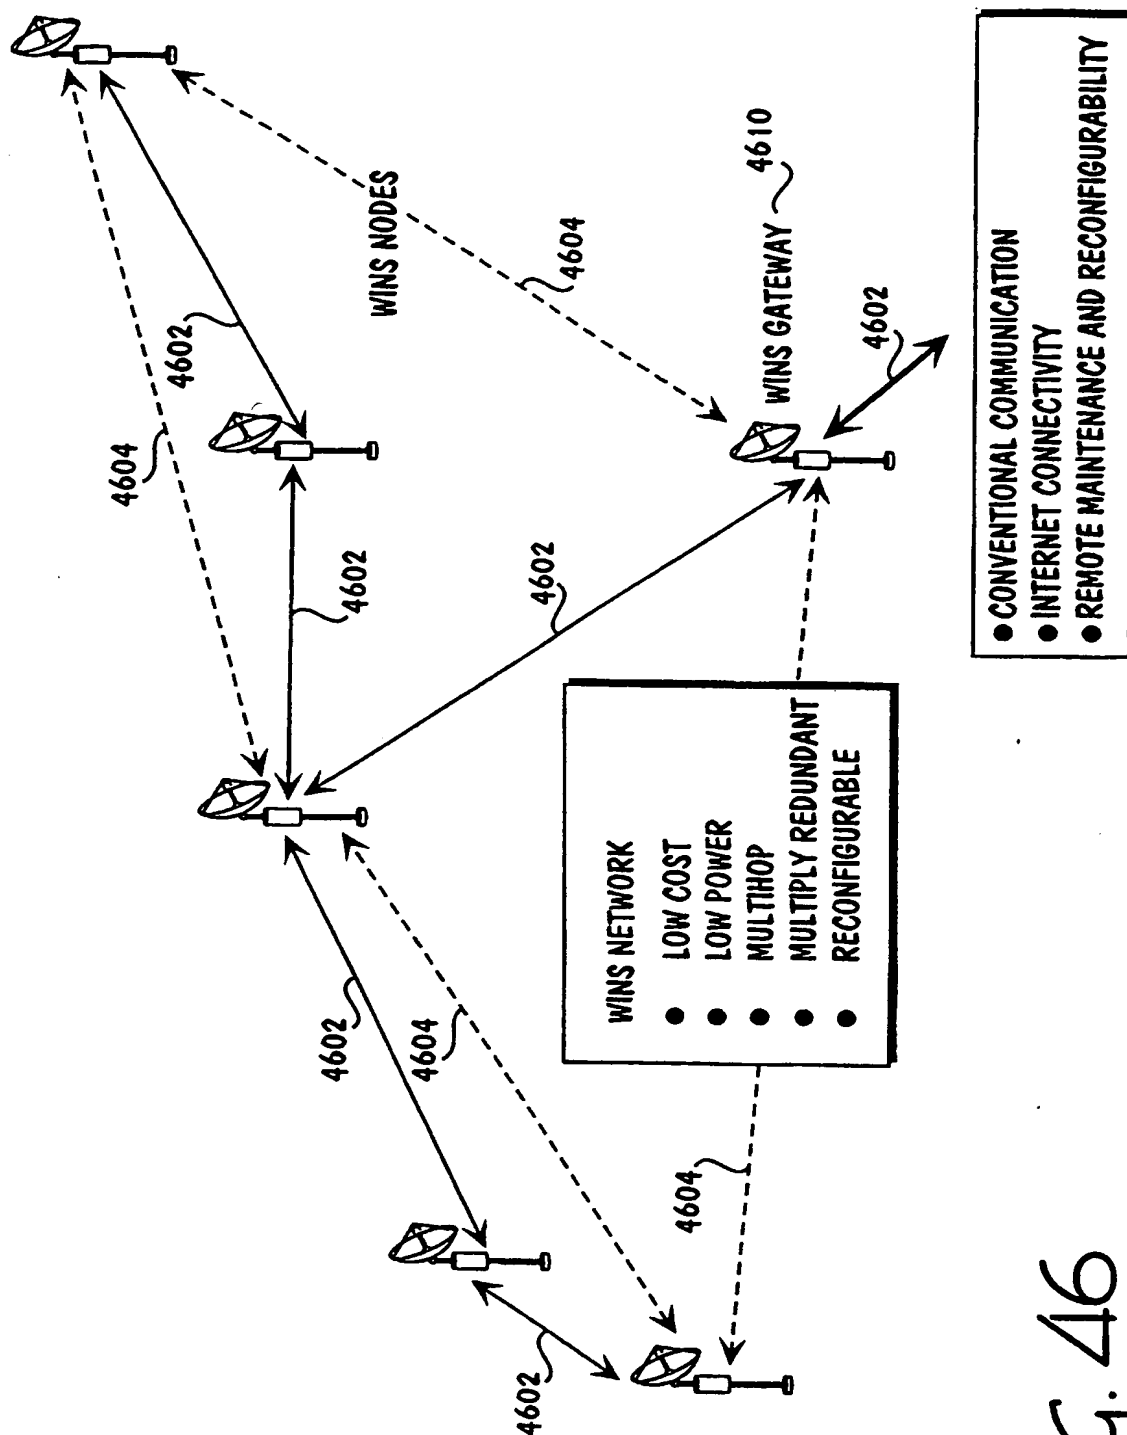 4604
4602
WINS NODES
4604
WINS GATEWAY 4610
4602
4602
4602
4602
4604
4604
4602
WINS NETWORK
● LOW COST
● LOW POWER
● MULTIHOP
● MULTIPLY REDUNDANT
● RECONFIGURABLE
● CONVENTIONAL COMMUNICATION
● INTERNET CONNECTIVITY
● REMOTE MAINTENANCE AND RECONFIGURABILITY
G. 46